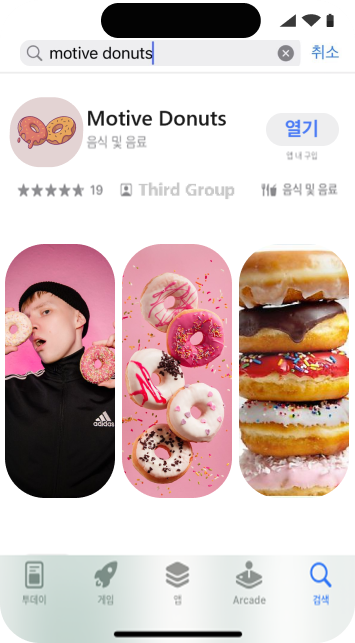 motive donuts
취소
Motive Donuts
음식 및 음료
열기
앱 내 구입
19
Third Group
음식 및 음료
adidas
투데이
게임
앱
Arcade
검색